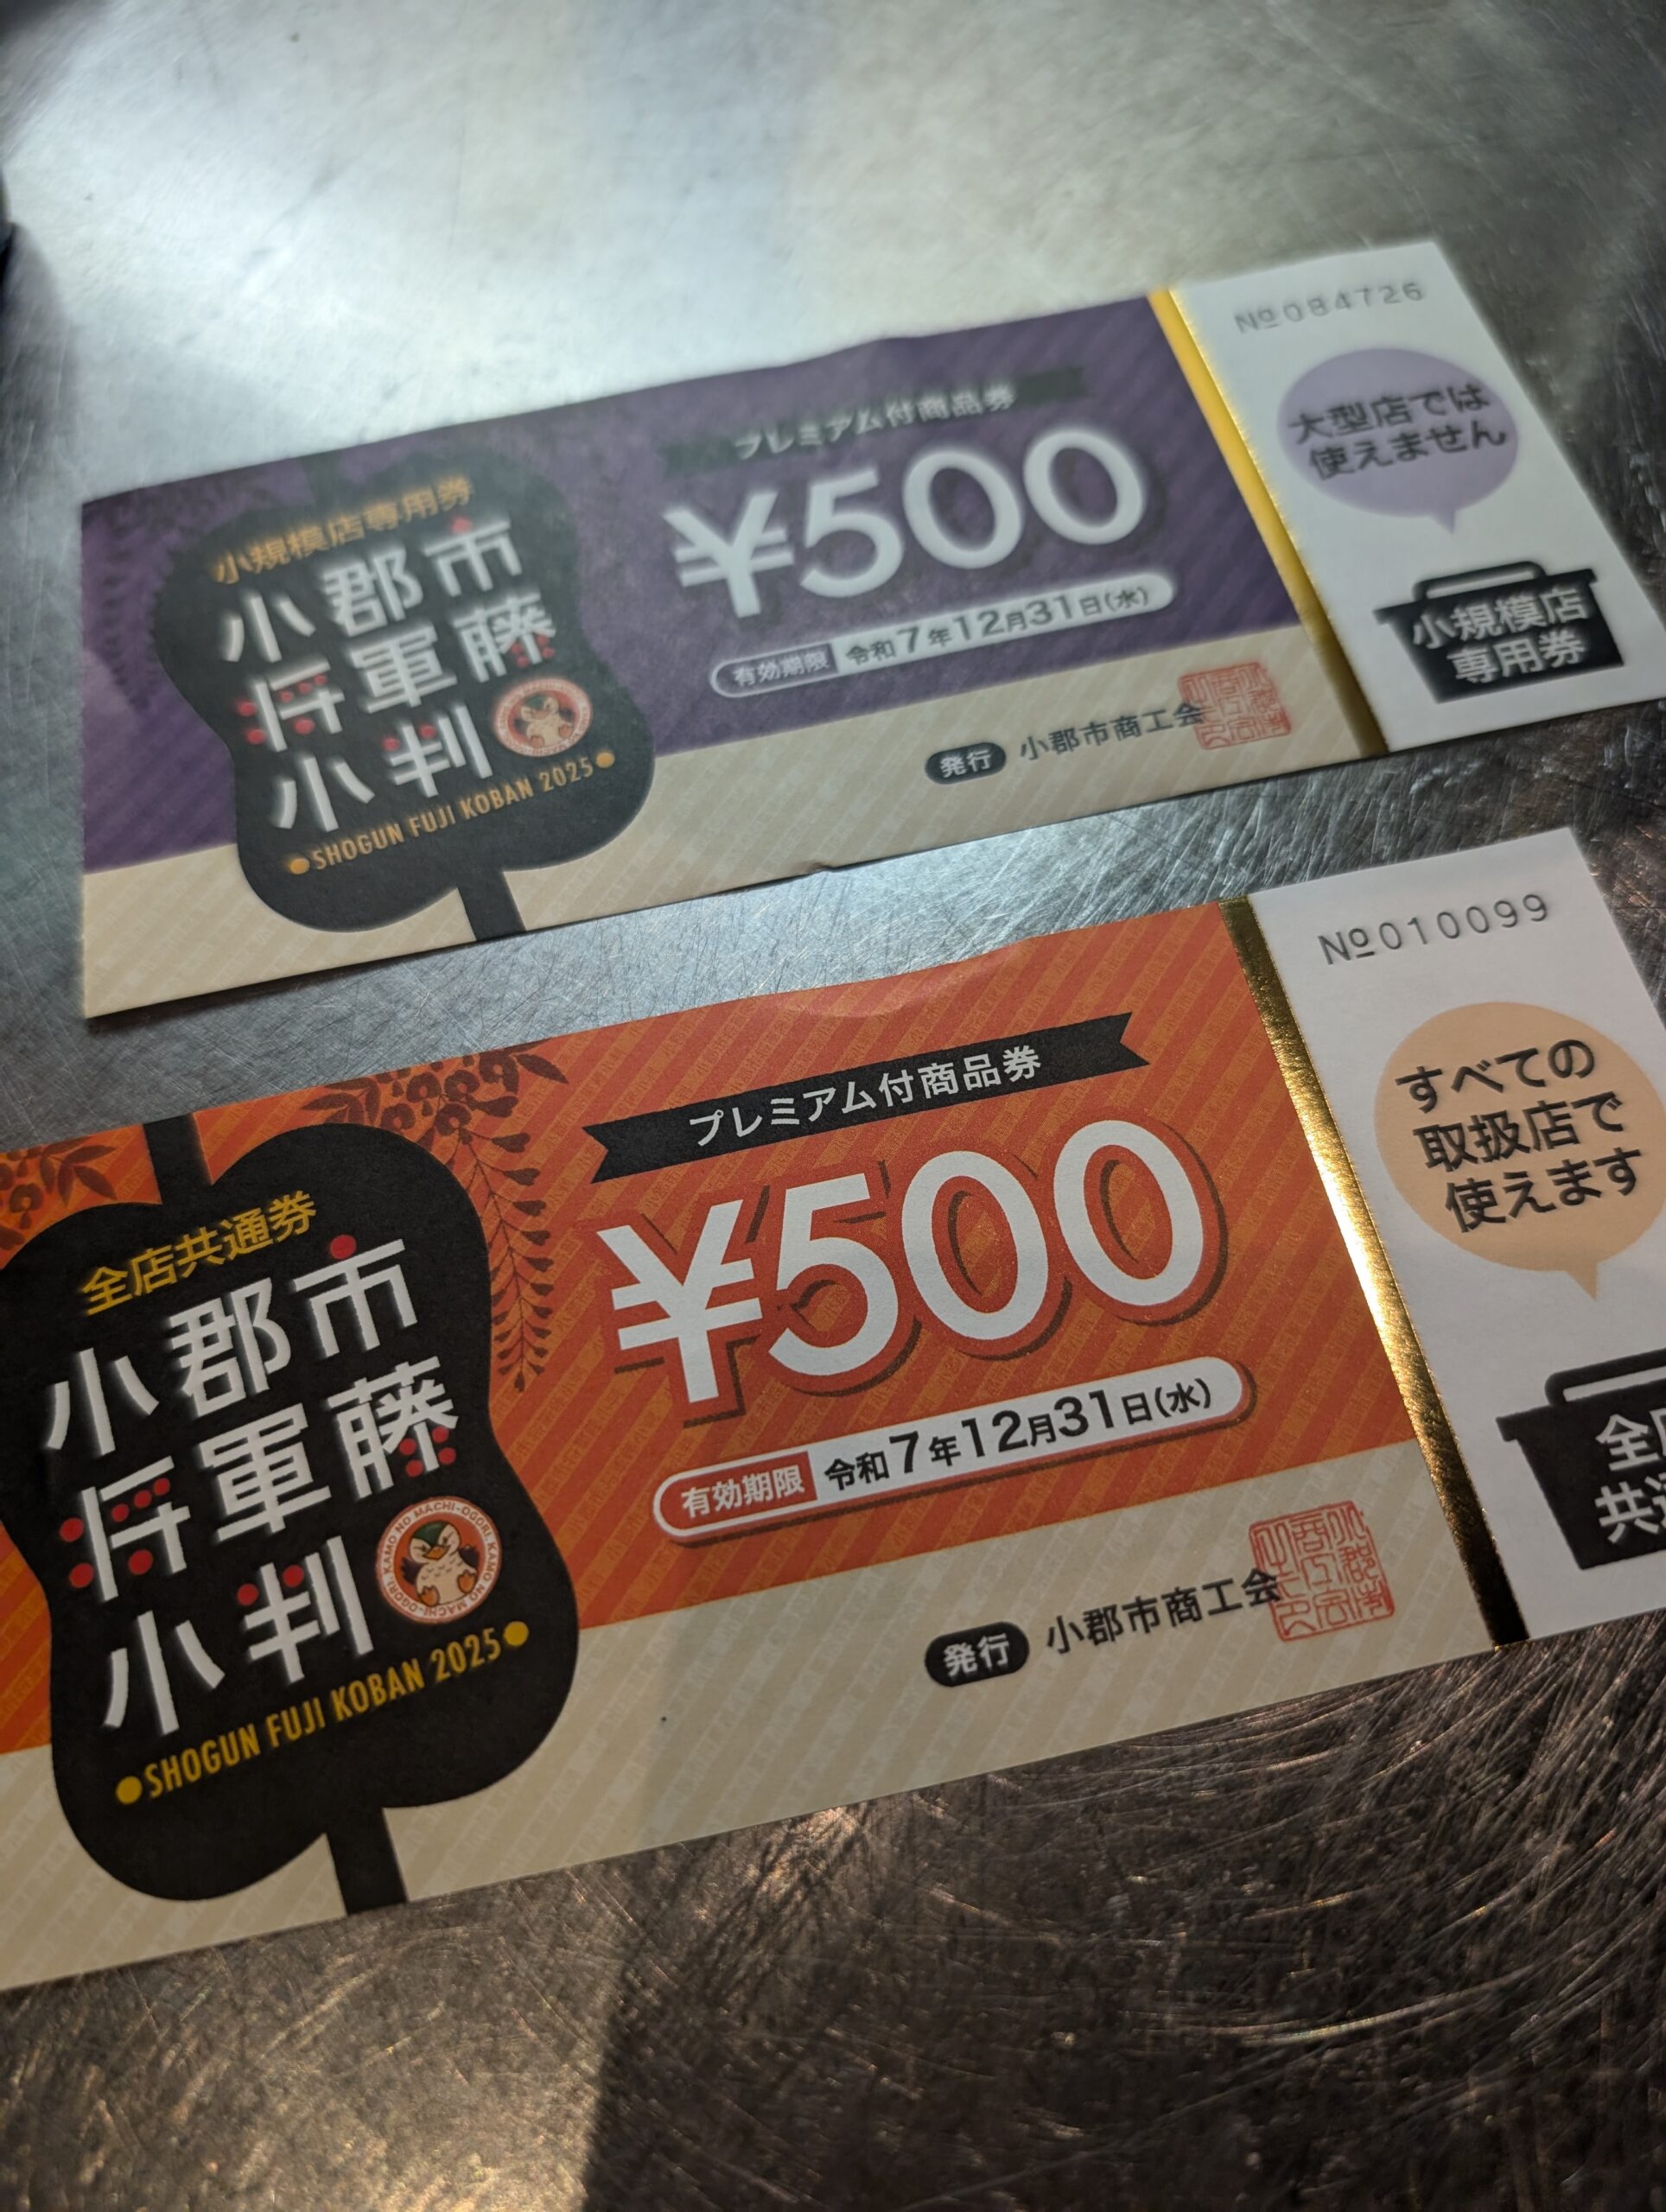 №084726
大型店では
使えません
小規模店
専用券
プレミアム付商品券
¥500
有効期限 令和7年12月31日(水)
発行 小郡市商工会
小規模店専用券
小郡市
将軍藤
小判
SHOGUN FUJI KOBAN 2025
№010099
すべての
取扱店で
使えます
プレミアム付商品券
¥500
有効期限 令和7年12月31日(水)
発行 小郡市商工会
全店共通券
小郡市
将軍藤
小判
KAMO NO MACHI-OGORI
SHOGUN FUJI KOBAN 2025